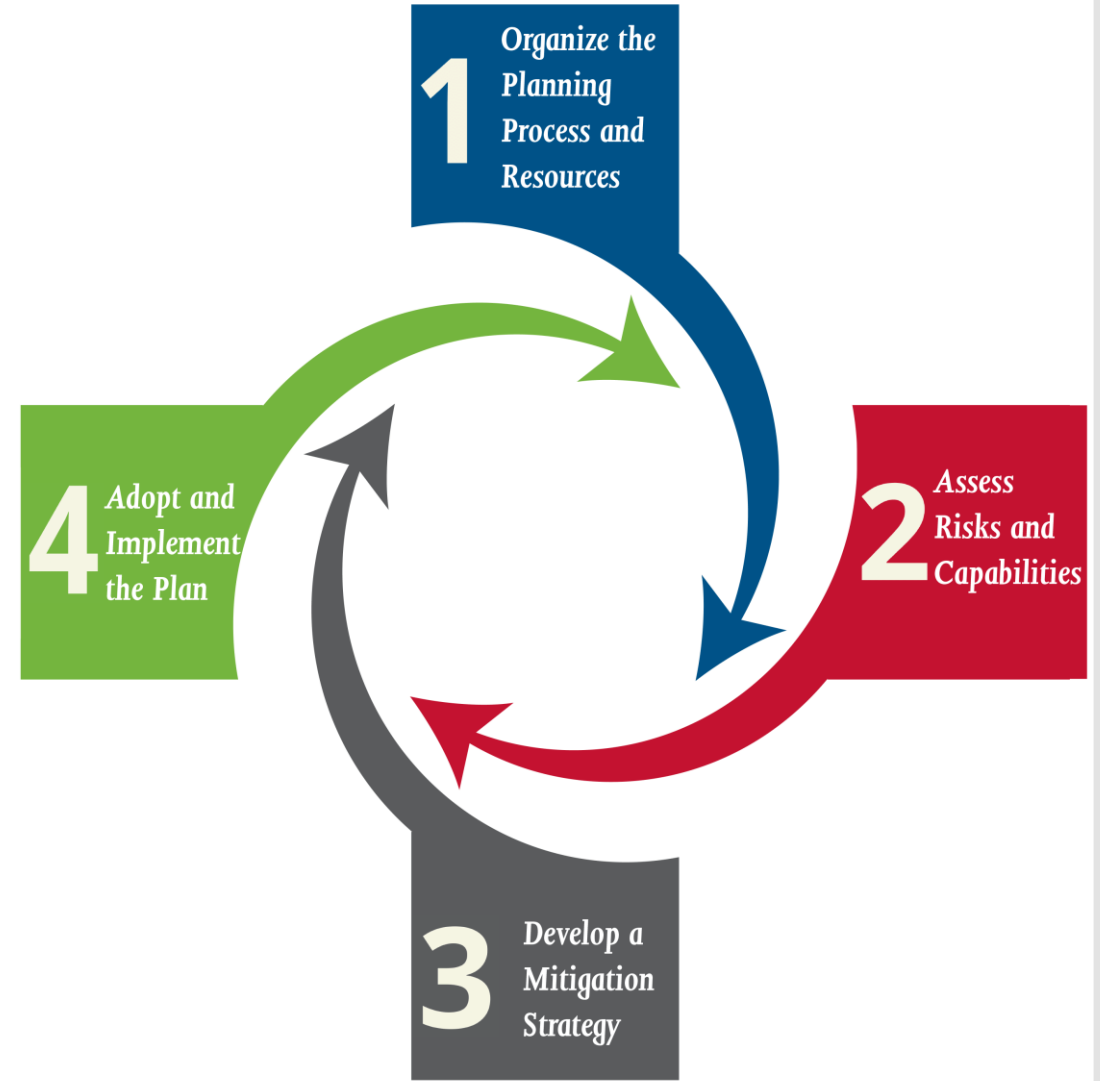 1
Organize the
Planning
Process and
Resources
2
Assess
Risks and
Capabilities
3
Develop a
Mitigation
Strategy
4
Adopt and
Implement
the Plan